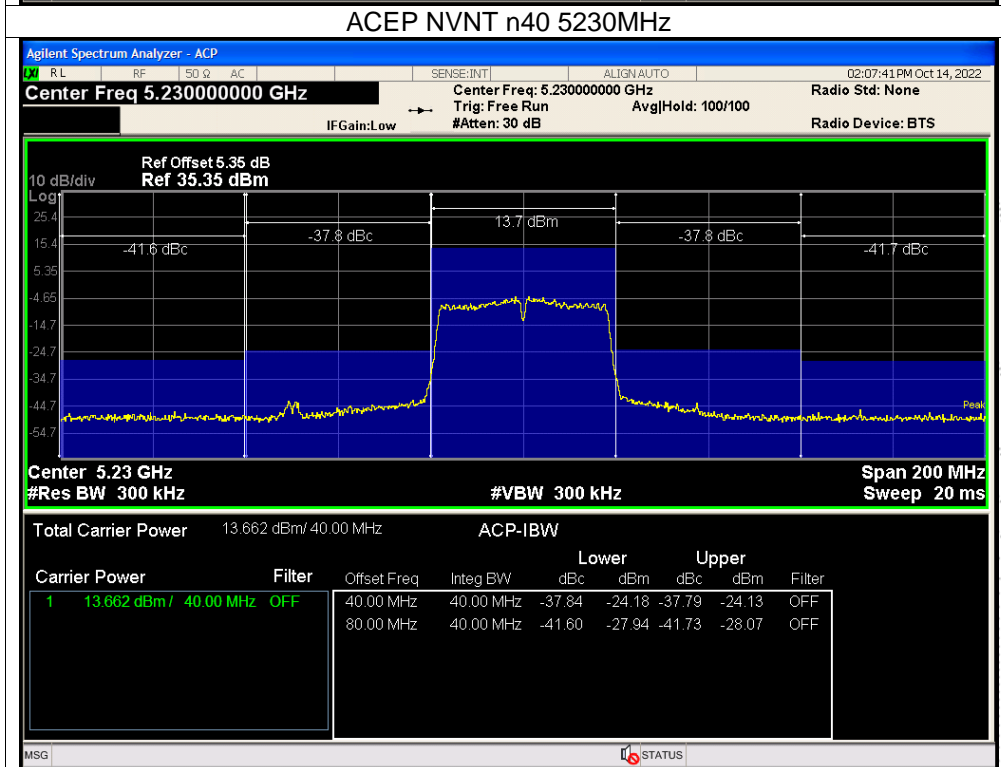 ACEP NVNT n40 5230MHz
Agilent Spectrum Analyzer - ACP
LXI RL RF 50 Ω AC SENSE:INT ALIGN AUTO 02:07:41 PM Oct 14, 2022
Center Freq 5.230000000 GHz Center Freq: 5.230000000 GHz Radio Std: None
Trig: Free Run Avg|Hold: 100/100
IFGain:Low #Atten: 30 dB Radio Device: BTS
Ref Offset 5.35 dB
10 dB/div Ref 35.35 dBm
Log
25.4
13.7 dBm
-37.8 dBc -37.8 dBc
15.4
-41.6 dBc -41.7 dBc
5.35
-4.65
-14.7
-24.7
-34.7
-44.7
Peak
-54.7
Center 5.23 GHz Span 200 MHz
#Res BW 300 kHz #VBW 300 kHz Sweep 20 ms
Total Carrier Power 13.662 dBm/ 40.00 MHz ACP-IBW
Lower Upper
Carrier Power Filter Offset Freq Integ BW dBc dBm dBc dBm Filter
1 13.662 dBm / 40.00 MHz OFF 40.00 MHz 40.00 MHz -37.84 -24.18 -37.79 -24.13 OFF
80.00 MHz 40.00 MHz -41.60 -27.94 -41.73 -28.07 OFF
MSG STATUS